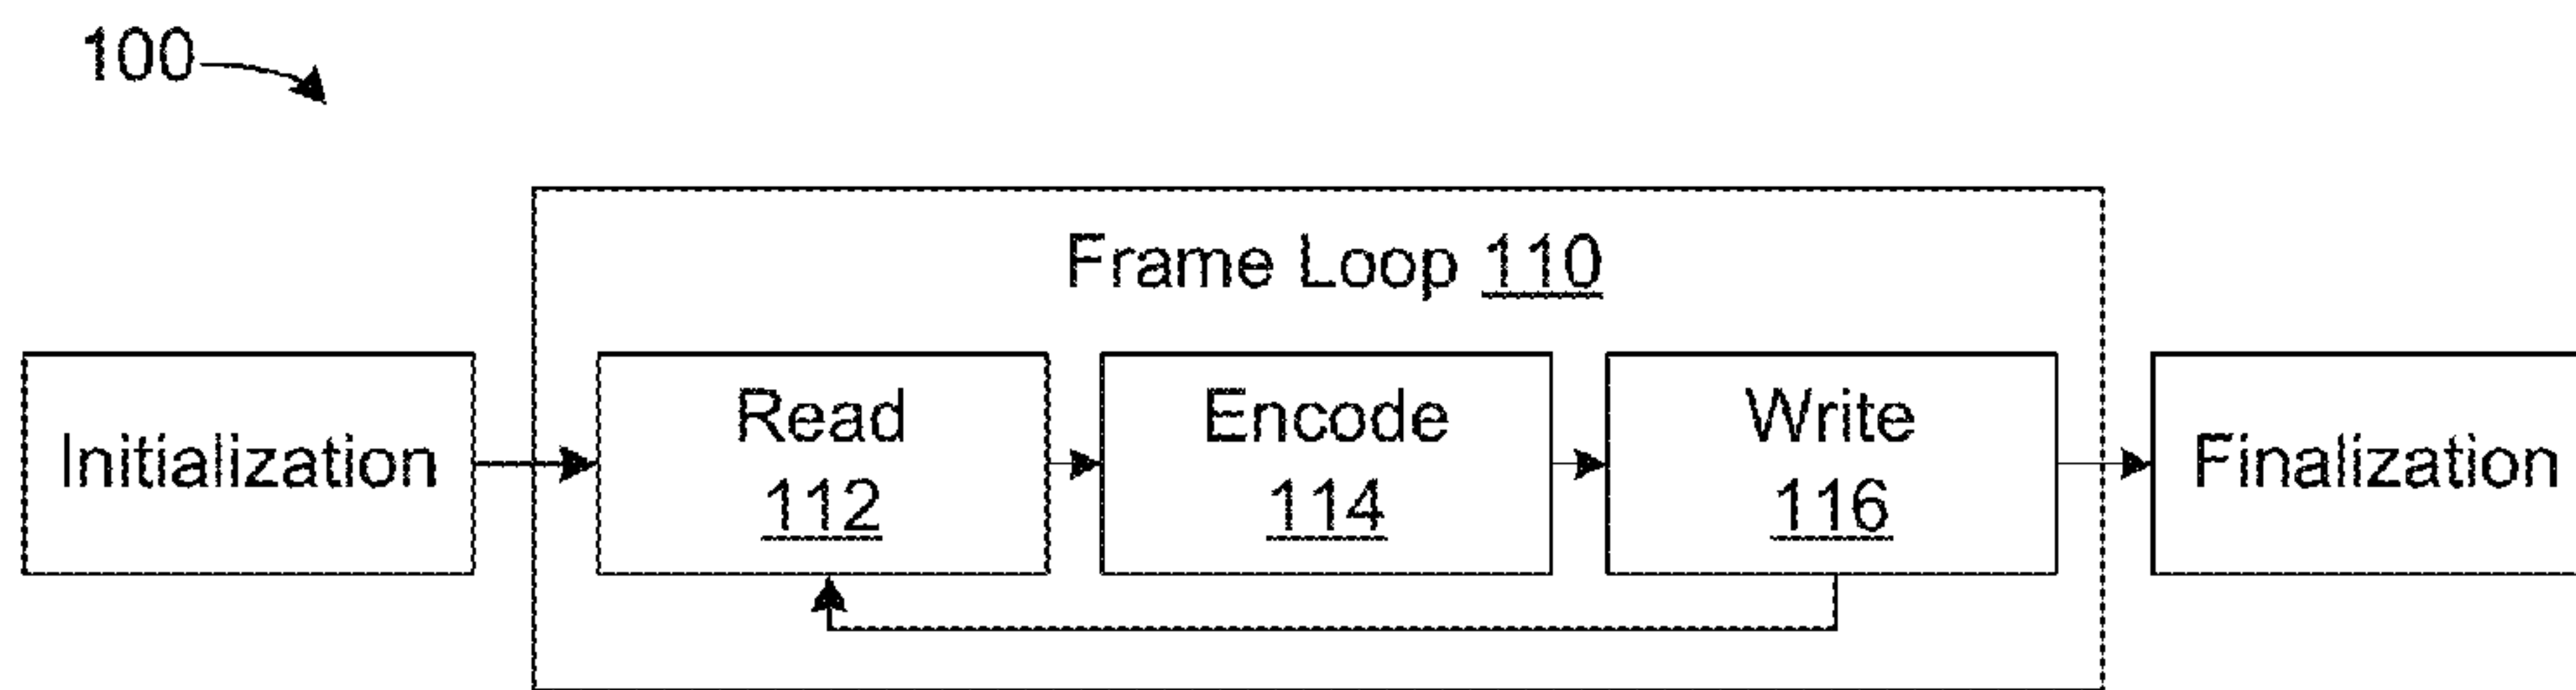 100
Frame Loop 110
Initialization
Read
112
Encode
114
Write
116
Finalization